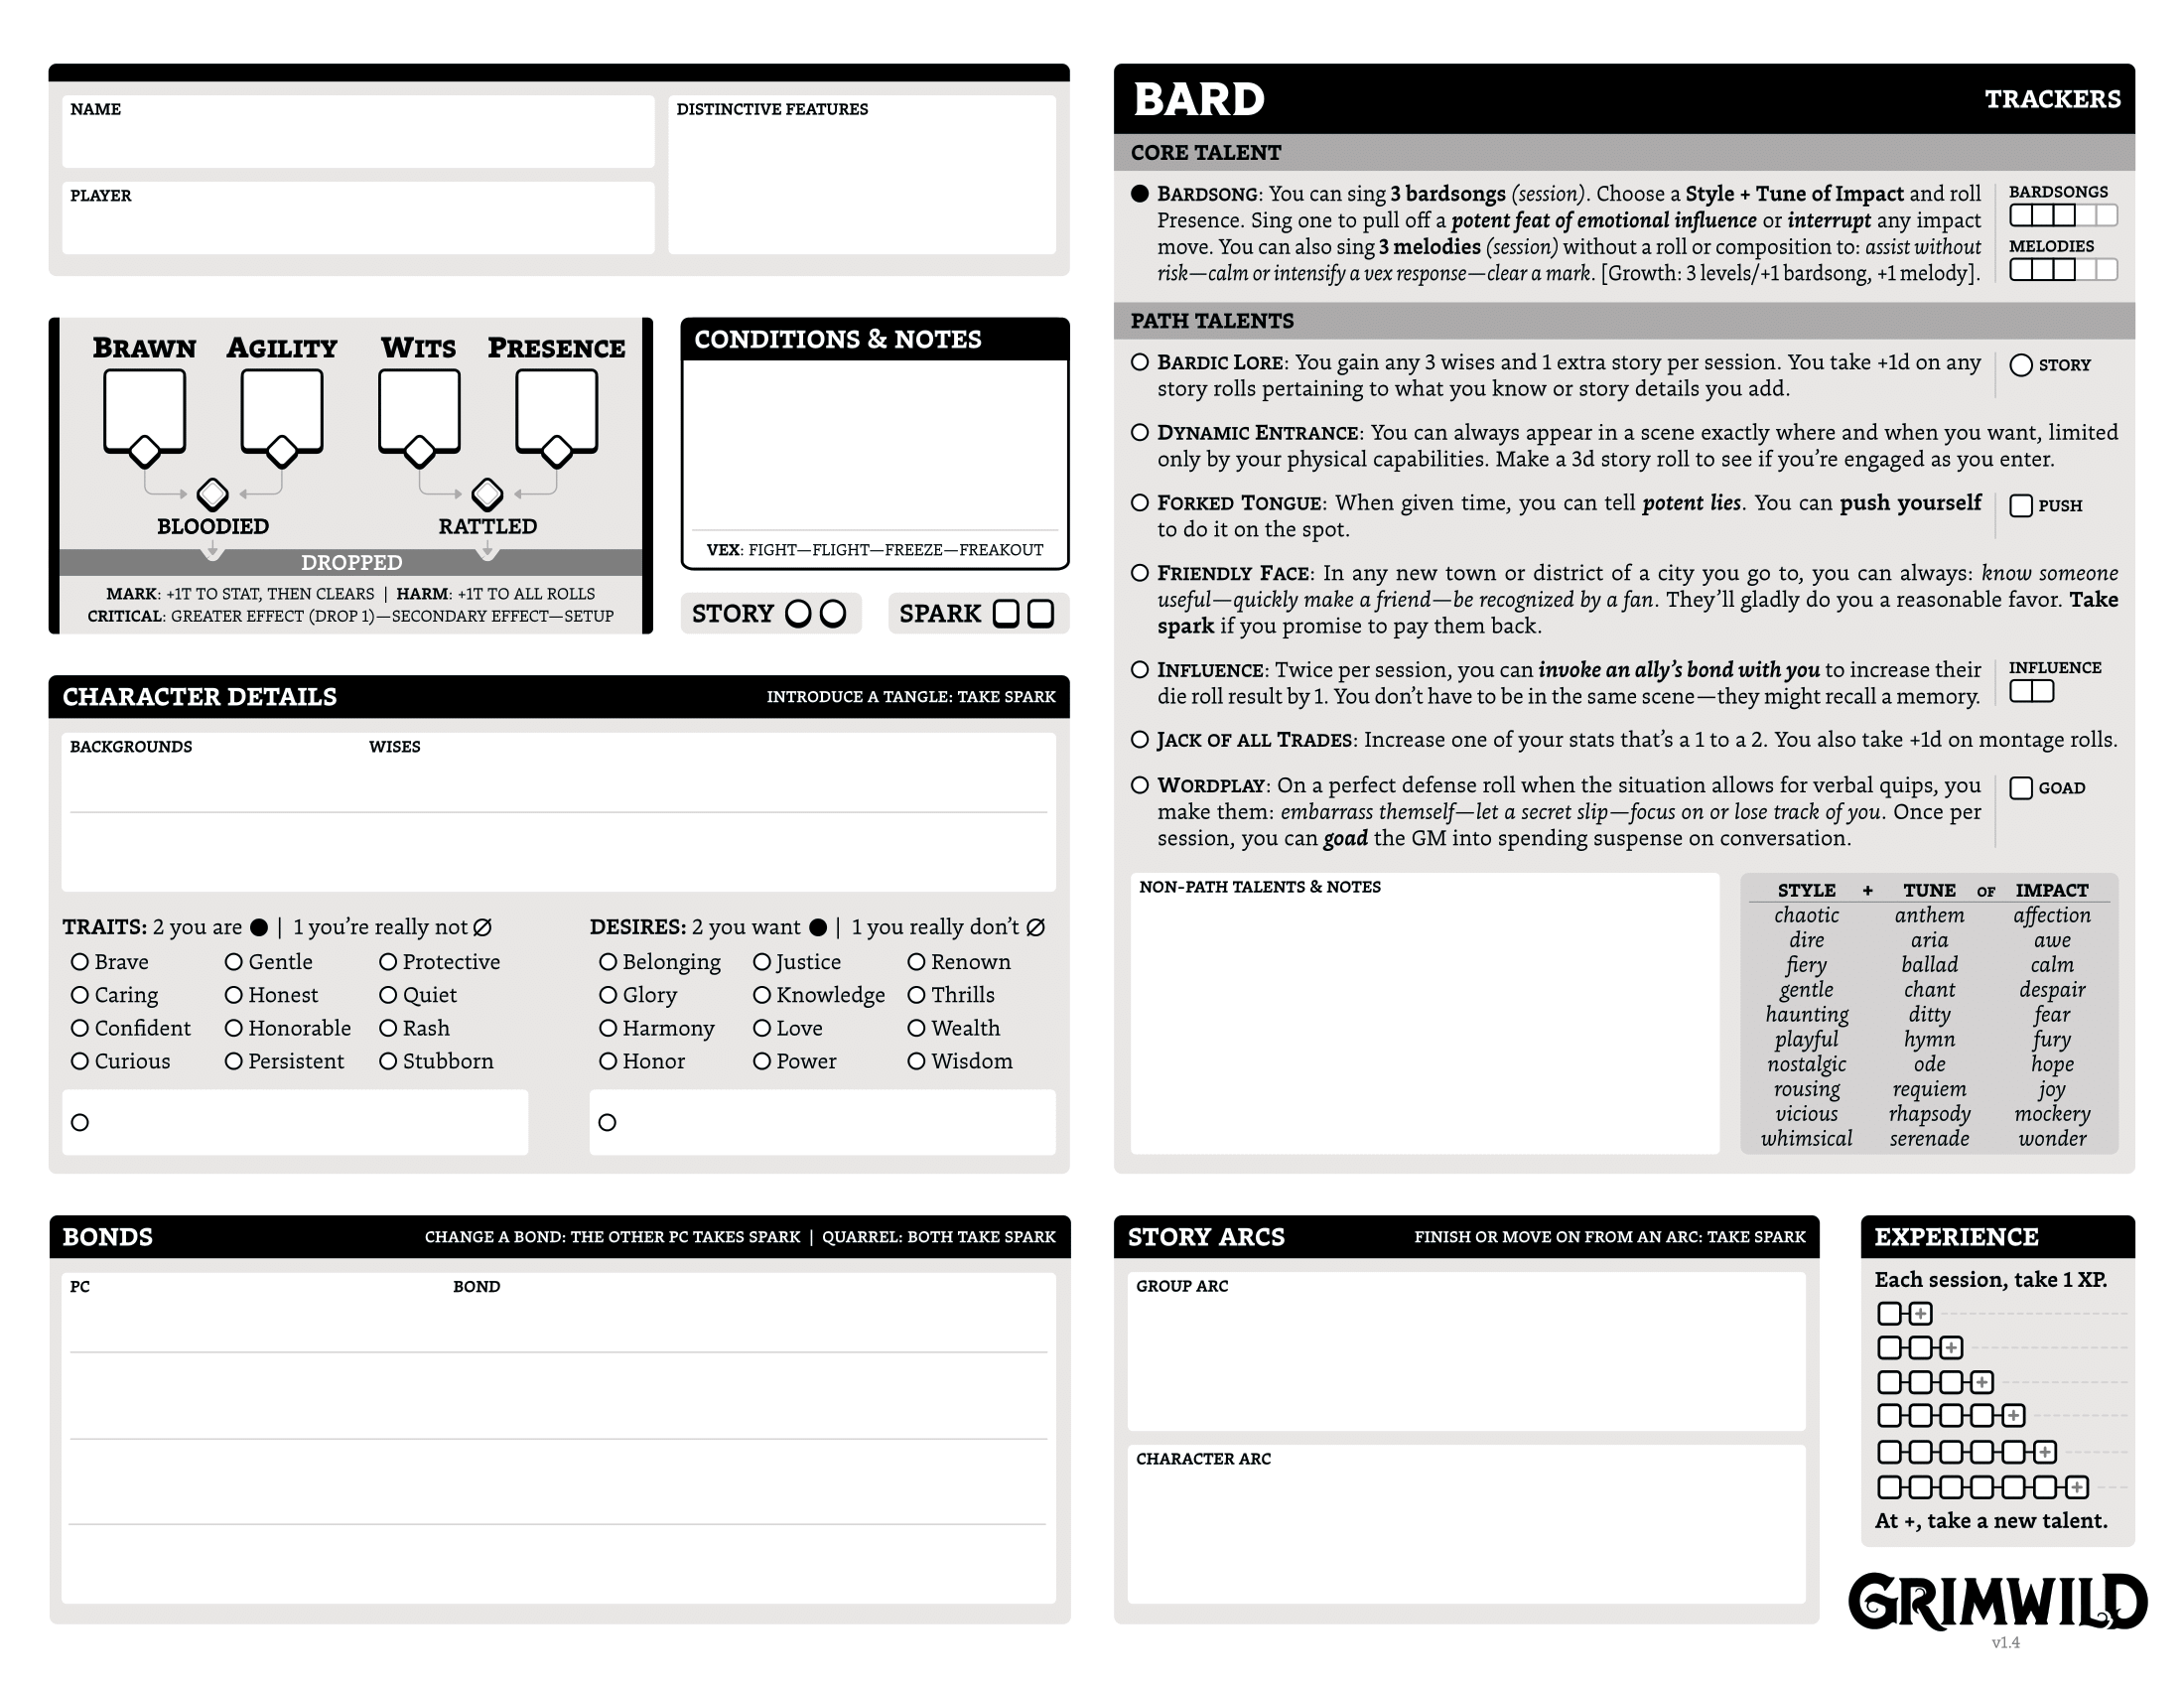 NAME
DISTINCTIVE FEATURES
PLAYER
BRAWN AGILITY WITS PRESENCE
BLOODIED RATTLED
DROPPED
MARK: +1T TO STAT, THEN CLEARS | HARM: +1T TO ALL ROLLS
CRITICAL: GREATER EFFECT (DROP 1)—SECONDARY EFFECT—SETUP
CONDITIONS & NOTES
VEX: FIGHT—FLIGHT—FREEZE—FREAKOUT
STORY SPARK
CHARACTER DETAILS INTRODUCE A TANGLE: TAKE SPARK
BACKGROUNDS WISES
TRAITS: 2 you are ● | 1 you're really not Ø
Brave Gentle Protective
Caring Honest Quiet
Confident Honorable Rash
Curious Persistent Stubborn
DESIRES: 2 you want ● | 1 you really don't Ø
Belonging Justice Renown
Glory Knowledge Thrills
Harmony Love Wealth
Honor Power Wisdom
BONDS CHANGE A BOND: THE OTHER PC TAKES SPARK | QUARREL: BOTH TAKE SPARK
PC BOND
BARD TRACKERS
CORE TALENT
BARDSONG: You can sing 3 bardsongs (session). Choose a Style + Tune of Impact and roll
Presence. Sing one to pull off a potent feat of emotional influence or interrupt any impact
move. You can also sing 3 melodies (session) without a roll or composition to: assist without
risk—calm or intensify a vex response—clear a mark. [Growth: 3 levels/+1 bardsong, +1 melody].
BARDSONGS
MELODIES
PATH TALENTS
BARDIC LORE: You gain any 3 wises and 1 extra story per session. You take +1d on any
story rolls pertaining to what you know or story details you add.
STORY
DYNAMIC ENTRANCE: You can always appear in a scene exactly where and when you want, limited
only by your physical capabilities. Make a 3d story roll to see if you're engaged as you enter.
FORKED TONGUE: When given time, you can tell potent lies. You can push yourself
to do it on the spot.
PUSH
FRIENDLY FACE: In any new town or district of a city you go to, you can always: know someone
useful—quickly make a friend—be recognized by a fan. They'll gladly do you a reasonable favor. Take
spark if you promise to pay them back.
INFLUENCE: Twice per session, you can invoke an ally's bond with you to increase their
die roll result by 1. You don't have to be in the same scene—they might recall a memory.
INFLUENCE
JACK OF ALL TRADES: Increase one of your stats that's a 1 to a 2. You also take +1d on montage rolls.
WORDPLAY: On a perfect defense roll when the situation allows for verbal quips, you
make them: embarrass themself—let a secret slip—focus on or lose track of you. Once per
session, you can goad the GM into spending suspense on conversation.
GOAD
NON-PATH TALENTS & NOTES
STYLE + TUNE OF IMPACT
chaotic anthem affection
dire aria awe
fiery ballad calm
gentle chant despair
haunting ditty fear
playful hymn fury
nostalgic ode hope
rousing requiem joy
vicious rhapsody mockery
whimsical serenade wonder
STORY ARCS FINISH OR MOVE ON FROM AN ARC: TAKE SPARK
GROUP ARC
CHARACTER ARC
EXPERIENCE
Each session, take 1 XP.
+
+
+
+
+
+
At +, take a new talent.
GRIMWILD
v1.4